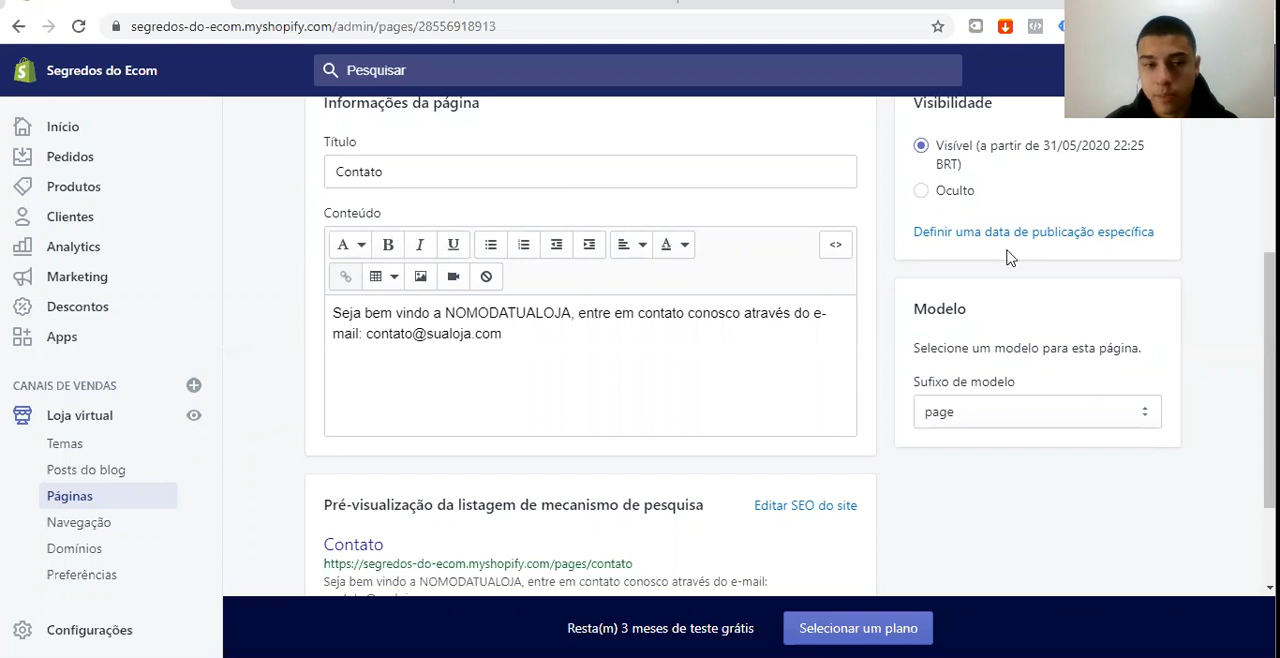 segredos-do-ecom.myshopify.com/admin/pages/28556918913
Segredos do Ecom
Pesquisar
Início
Pedidos
Produtos
Clientes
Analytics
Marketing
Descontos
Apps
CANAIS DE VENDAS
Loja virtual
Temas
Posts do blog
Páginas
Navegação
Domínios
Preferências
Configurações
Informações da página
Título
Contato
Conteúdo
A
B
I
U
A
<>
Seja bem vindo a NOMODATUALOJA, entre em contato conosco através do e-
mail: contato@sualoja.com
Pré-visualização da listagem de mecanismo de pesquisa
Editar SEO do site
Contato
https://segredos-do-ecom.myshopify.com/pages/contato
Seja bem vindo a NOMODATUALOJA, entre em contato conosco através do e-mail:
Visibilidade
Visível (a partir de 31/05/2020 22:25
BRT)
Oculto
Definir uma data de publicação específica
Modelo
Selecione um modelo para esta página.
Sufixo de modelo
page
Resta(m) 3 meses de teste grátis
Selecionar um plano